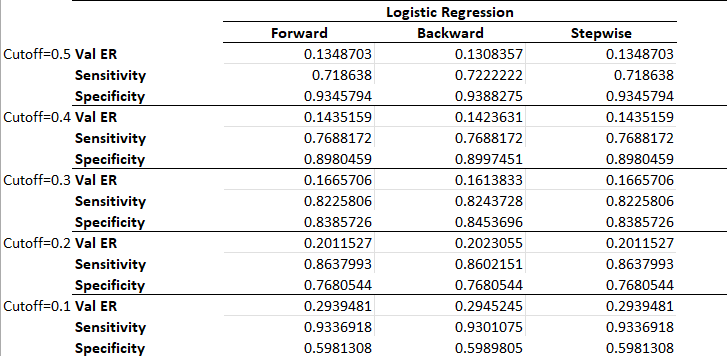 Logistic Regression
Forward Backward Stepwise
Cutoff=0.5 Val ER 0.1348703 0.1308357 0.1348703
Sensitivity 0.718638 0.7222222 0.718638
Specificity 0.9345794 0.9388275 0.9345794
Cutoff=0.4 Val ER 0.1435159 0.1423631 0.1435159
Sensitivity 0.7688172 0.7688172 0.7688172
Specificity 0.8980459 0.8997451 0.8980459
Cutoff=0.3 Val ER 0.1665706 0.1613833 0.1665706
Sensitivity 0.8225806 0.8243728 0.8225806
Specificity 0.8385726 0.8453696 0.8385726
Cutoff=0.2 Val ER 0.2011527 0.2023055 0.2011527
Sensitivity 0.8637993 0.8602151 0.8637993
Specificity 0.7680544 0.7680544 0.7680544
Cutoff=0.1 Val ER 0.2939481 0.2945245 0.2939481
Sensitivity 0.9336918 0.9301075 0.9336918
Specificity 0.5981308 0.5989805 0.5981308